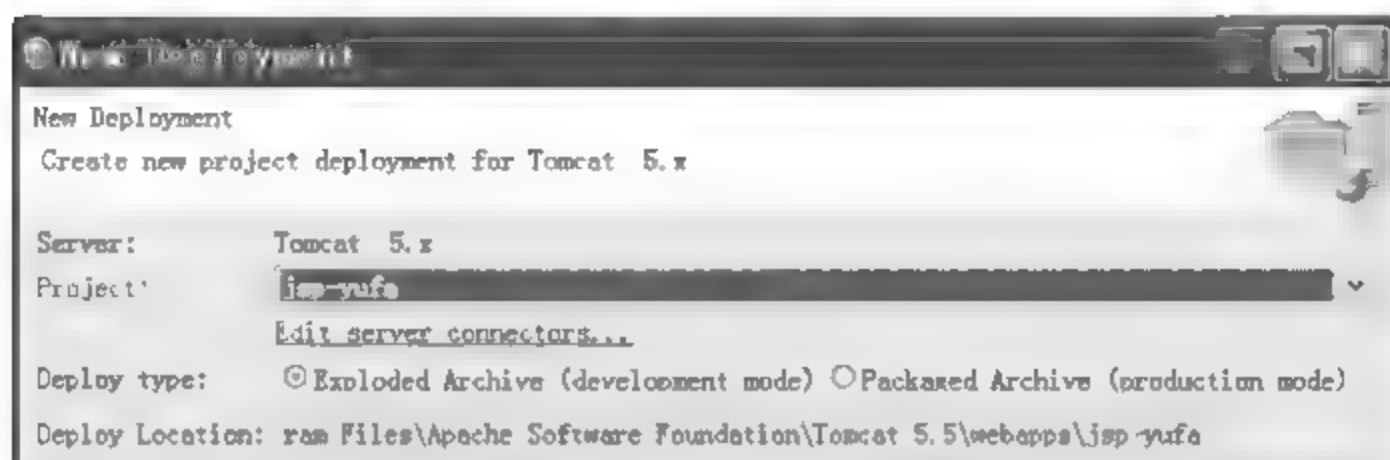 New Deployment
New Deployment
Create new project deployment for Tomcat 5.x
Server: Tomcat 5.x
Project: jsp-yufa
Edit server connectors...
Deploy type: Exploded Archive (development mode) Packaged Archive (production mode)
Deploy Location: ram Files\Apache Software Foundation\Tomcat 5.5\webapps\jsp-yufa